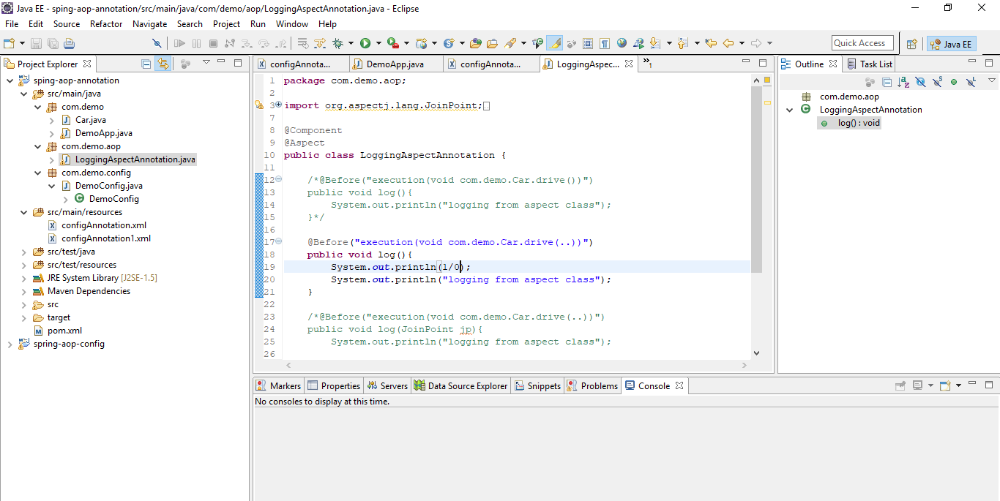 Java EE - sping-aop-annotation/src/main/java/com/demo/aop/LoggingAspectAnnotation.java - Eclipse
File Edit Source Refactor Navigate Search Project Run Window Help
Quick Access
Java EE
Project Explorer
sping-aop-annotation
src/main/java
com.demo
Car.java
DemoApp.java
com.demo.aop
LoggingAspectAnnotation.java
com.demo.config
DemoConfig.java
DemoConfig
src/main/resources
configAnnotation.xml
configAnnotation1.xml
src/test/java
src/test/resources
JRE System Library [J2SE-1.5]
Maven Dependencies
src
target
pom.xml
spring-aop-config
configAnnota... DemoApp.java configAnnota... LoggingAspec... »1
1 package com.demo.aop;
2
3 import org.aspectj.lang.JoinPoint;
7
8 @Component
9 @Aspect
10 public class LoggingAspectAnnotation {
11
12 /*@Before("execution(void com.demo.Car.drive())")
13 public void log(){
14 System.out.println("logging from aspect class");
15 }*/
16
17 @Before("execution(void com.demo.Car.drive(..))")
18 public void log(){
19 System.out.println(1/0);
20 System.out.println("logging from aspect class");
21 }
22
23 /*@Before("execution(void com.demo.Car.drive(..))")
24 public void log(JoinPoint jp){
25 System.out.println("logging from aspect class");
26
Outline Task List
com.demo.aop
LoggingAspectAnnotation
log() : void
Markers Properties Servers Data Source Explorer Snippets Problems Console
No consoles to display at this time.